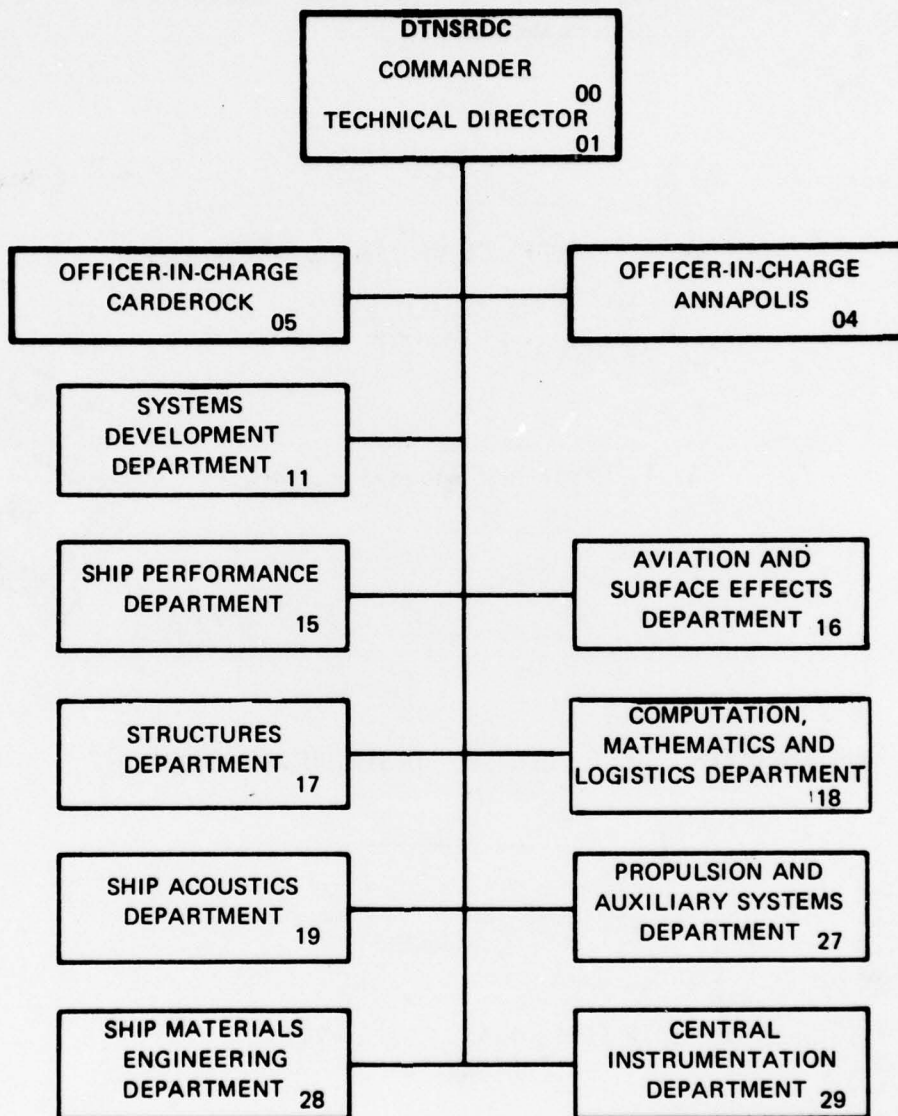 DTNSRDC
COMMANDER
00
TECHNICAL DIRECTOR
01
OFFICER-IN-CHARGE
CARDEROCK
05
OFFICER-IN-CHARGE
ANNAPOLIS
04
SYSTEMS
DEVELOPMENT
DEPARTMENT 11
SHIP PERFORMANCE
DEPARTMENT
15
AVIATION AND
SURFACE EFFECTS
DEPARTMENT 16
STRUCTURES
DEPARTMENT
17
COMPUTATION,
MATHEMATICS AND
LOGISTICS DEPARTMENT
18
SHIP ACOUSTICS
DEPARTMENT
19
PROPULSION AND
AUXILIARY SYSTEMS
DEPARTMENT 27
SHIP MATERIALS
ENGINEERING
DEPARTMENT 28
CENTRAL
INSTRUMENTATION
DEPARTMENT 29